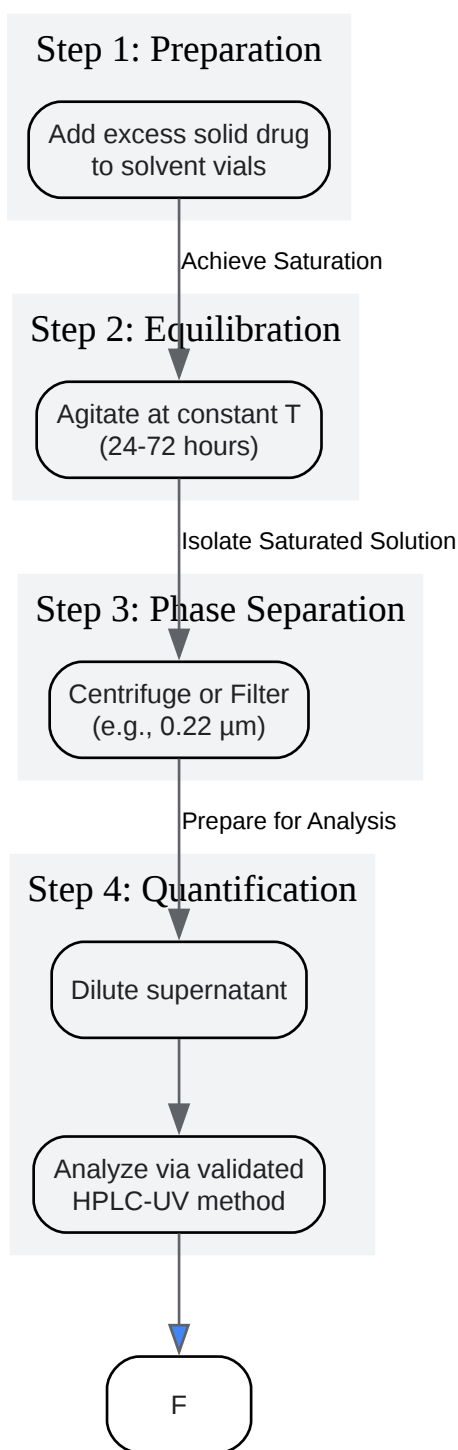 Step 1: Preparation
Add excess solid drug
to solvent vials
Achieve Saturation
Step 2: Equilibration
Agitate at constant T
(24-72 hours)
Isolate Saturated Solution
Step 3: Phase Separation
Centrifuge or Filter
(e.g., 0.22 µm)
Prepare for Analysis
Step 4: Quantification
Dilute supernatant
Analyze via validated
HPLC-UV method
F